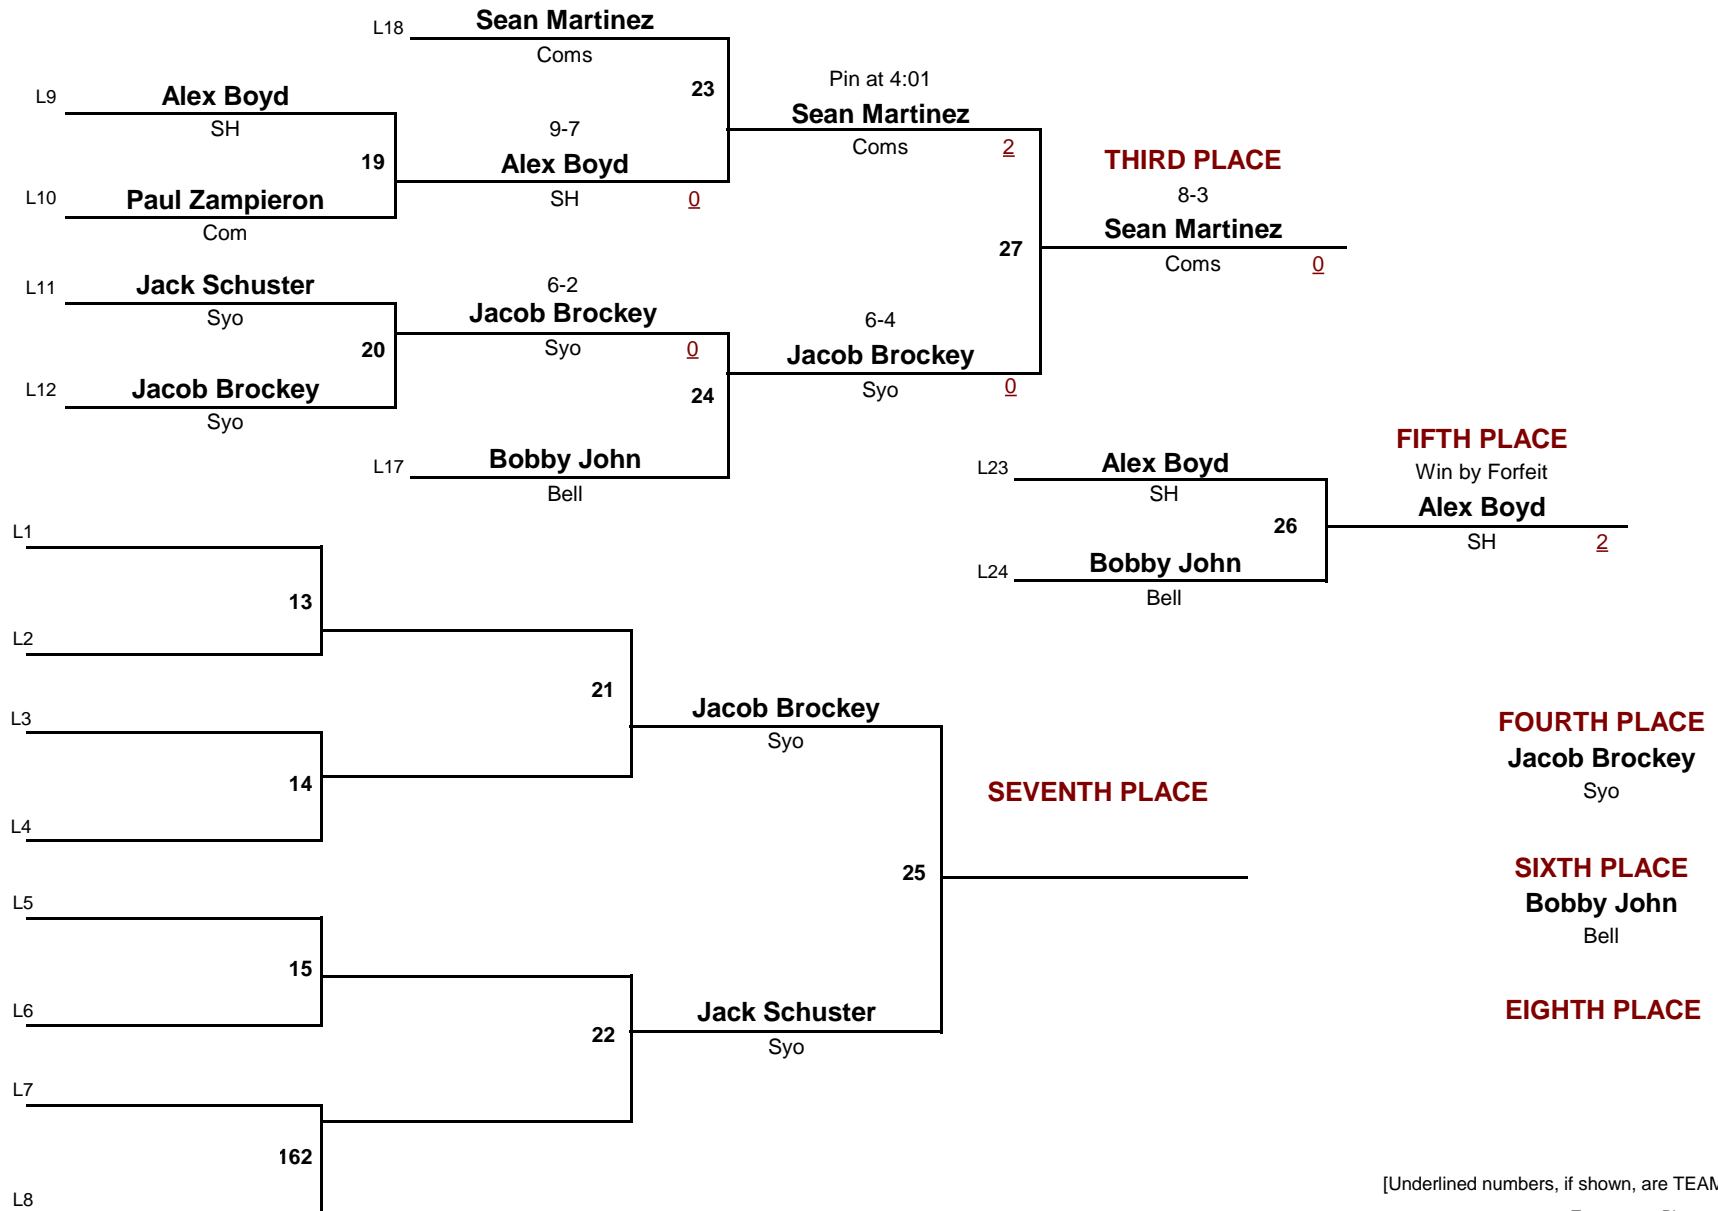 L18
Sean Martinez
Coms
23
Pin at 4:01
L9
Alex Boyd
Sean Martinez
SH
9-7
Coms
2
THIRD PLACE
19
Alex Boyd
8-3
L10
Paul Zampieron
SH
0
Sean Martinez
Com
27
Coms
0
L11
Jack Schuster
6-2
Syo
Jacob Brockey
6-4
20
Syo
0
Jacob Brockey
L12
Jacob Brockey
24
Syo
0
Syo
FIFTH PLACE
L17
Bobby John
L23
Alex Boyd
Win by Forfeit
Bell
SH
Alex Boyd
26
SH
2
L24
Bobby John
Bell
L1
13
L2
21
L3
Jacob Brockey
Syo
FOURTH PLACE
Jacob Brockey
Syo
14
SEVENTH PLACE
L4
25
SIXTH PLACE
Bobby John
Bell
L5
15
L6
22
Jack Schuster
Syo
EIGHTH PLACE
L7
162
L8
[Underlined numbers, if shown, are TEAM